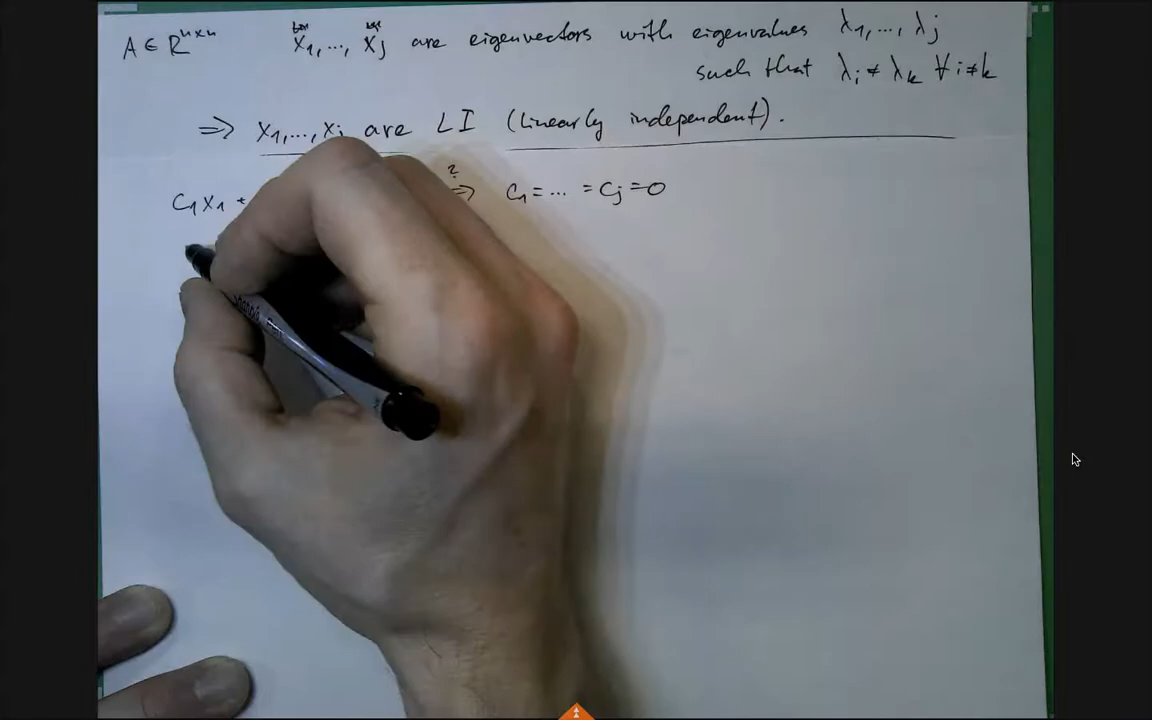 A ∈ R^{n×n} x₁, ..., xⱼ are eigenvectors with eigenvalues λ₁, ..., λⱼ
such that λᵢ ≠ λₖ ∀ i ≠ k
⇒ x₁, ..., xⱼ are LI (linearly independent).
c₁x₁ + ?⇒ c₁ = ... = cⱼ = 0